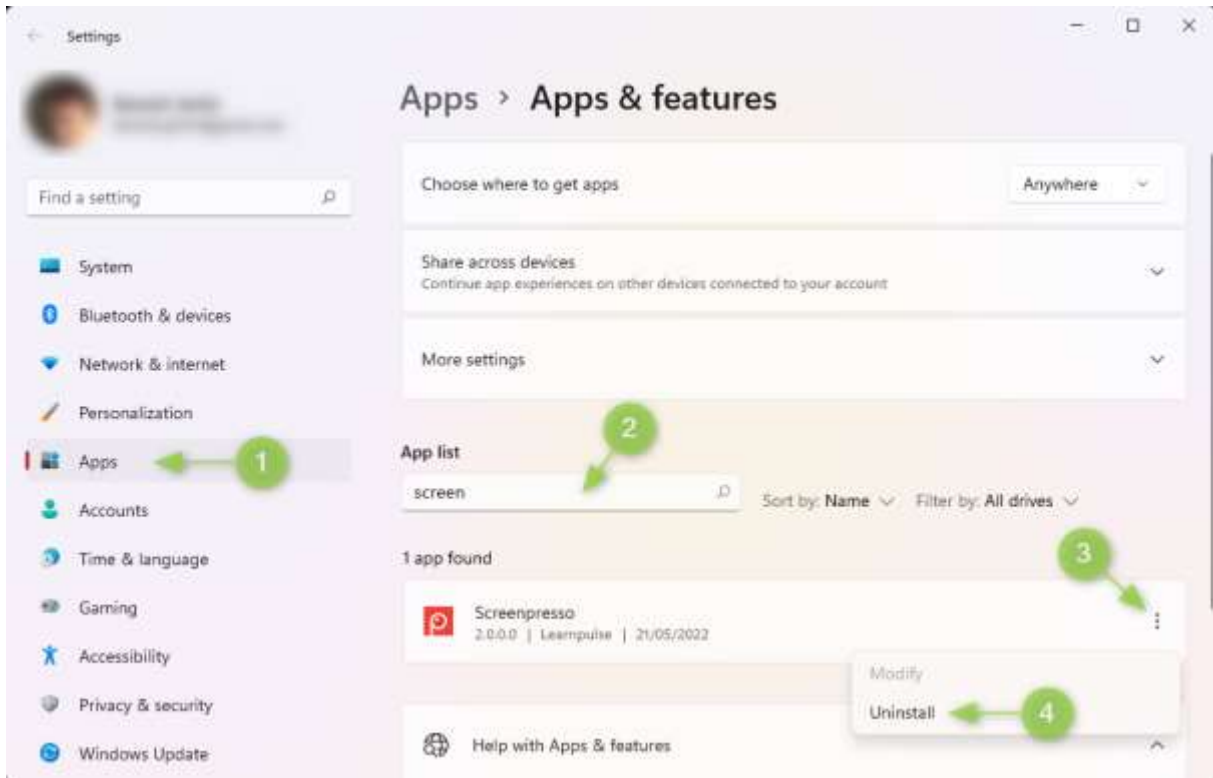 Settings
Apps > Apps & features
Choose where to get apps
Anywhere
Find a setting
Share across devices
Continue app experiences on other devices connected to your account
More settings
System
Bluetooth & devices
Network & internet
Personalization
Apps
1
Accounts
Time & language
Gaming
Accessibility
Privacy & security
Windows Update
2
App list
screen
Sort by: Name
Filter by: All drives
1 app found
3
Screenpresso
2.0.0.0 | Learnpulse | 21/05/2022
Modify
Uninstall
4
Help with Apps & features